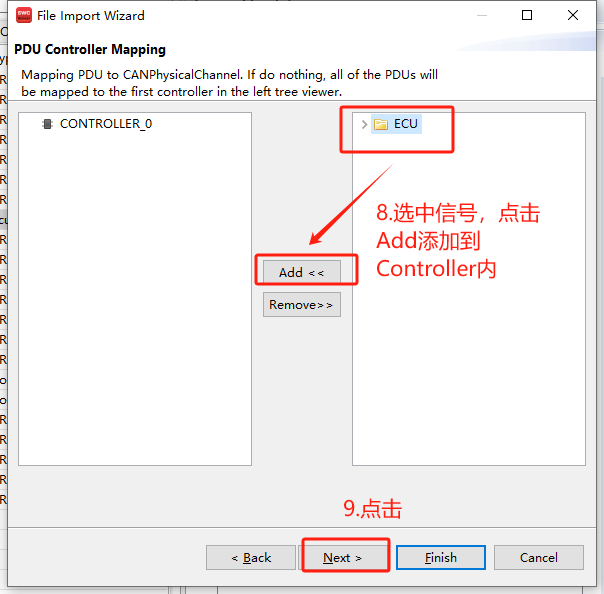 File Import Wizard
PDU Controller Mapping
Mapping PDU to CANPhysicalChannel. If do nothing, all of the PDUs will
be mapped to the first controller in the left tree viewer.
CONTROLLER_0
ECU
8.选中信号，点击
Add添加到
Controller内
Add <<
Remove>>
9.点击
< Back
Next >
Finish
Cancel